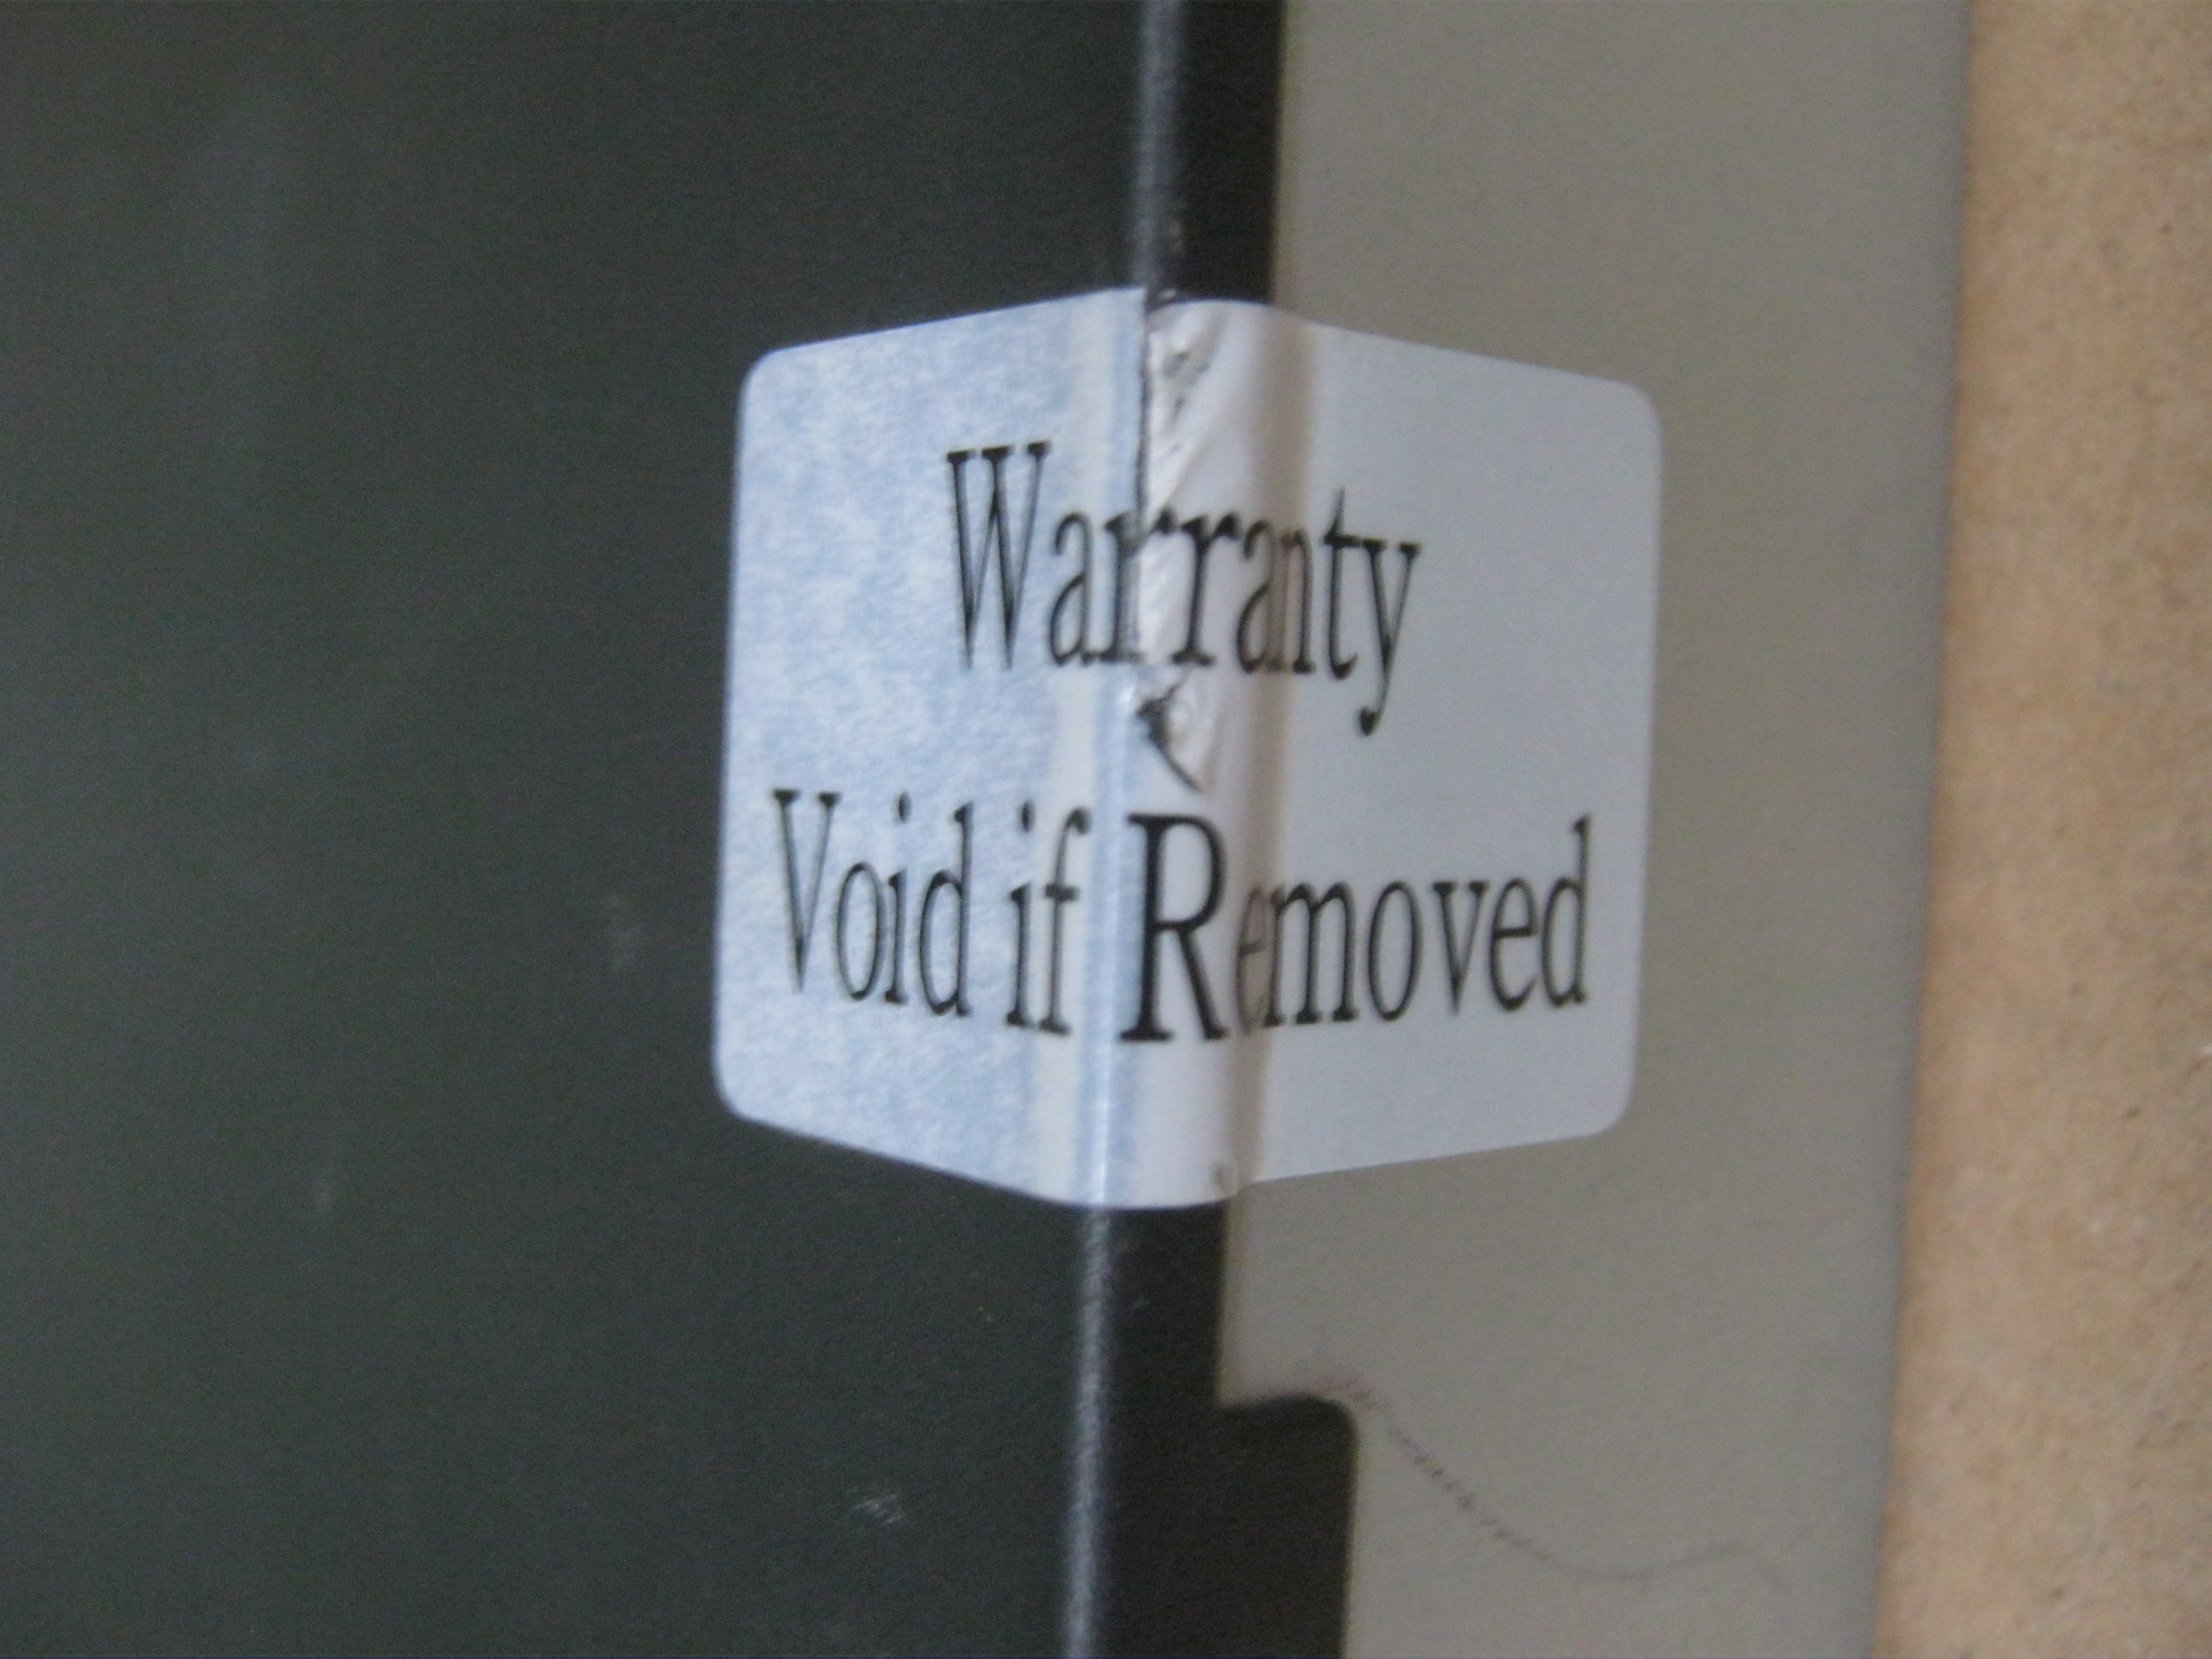 Warranty
Void if Removed